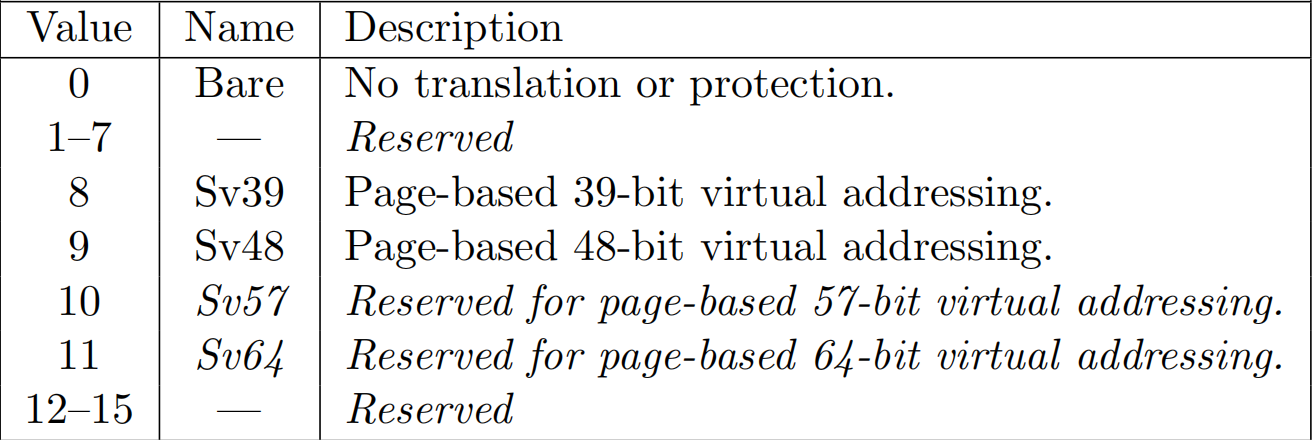 Value Name Description
0 Bare No translation or protection.
1–7 — Reserved
8 Sv39 Page-based 39-bit virtual addressing.
9 Sv48 Page-based 48-bit virtual addressing.
10 Sv57 Reserved for page-based 57-bit virtual addressing.
11 Sv64 Reserved for page-based 64-bit virtual addressing.
12–15 — Reserved